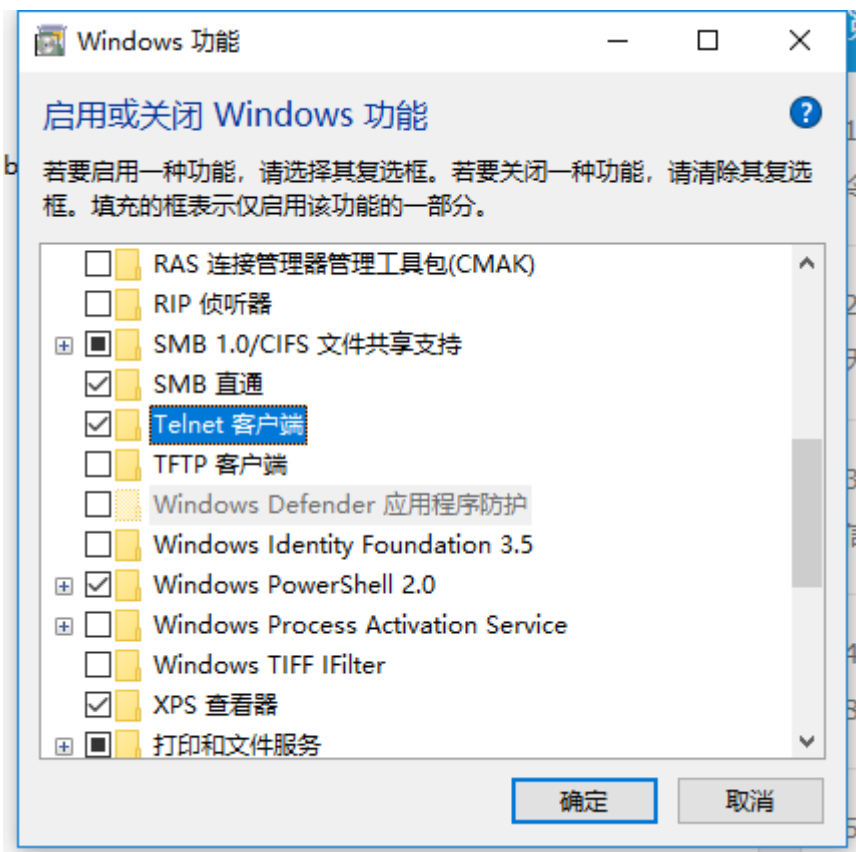 Windows 功能
启用或关闭 Windows 功能
若要启用一种功能，请选择其复选框。若要关闭一种功能，请清除其复选
框。填充的框表示仅启用该功能的一部分。
RAS 连接管理器管理工具包(CMAK)
RIP 侦听器
SMB 1.0/CIFS 文件共享支持
SMB 直通
Telnet 客户端
TFTP 客户端
Windows Defender 应用程序防护
Windows Identity Foundation 3.5
Windows PowerShell 2.0
Windows Process Activation Service
Windows TIFF IFilter
XPS 查看器
打印和文件服务
确定 取消